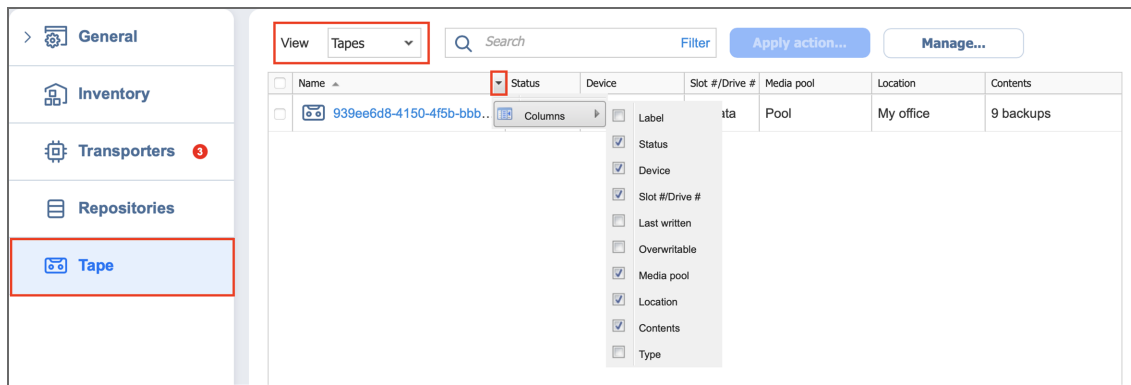 General
Inventory
Transporters 3
Repositories
Tape
View Tapes Search Filter Apply action... Manage...
Name Status Device Slot #/Drive # Media pool Location Contents
939ee6d8-4150-4f5b-bbb.. Pool My office 9 backups
Columns
Label
Status
Device
Slot #/Drive #
Last written
Overwritable
Media pool
Location
Contents
Type